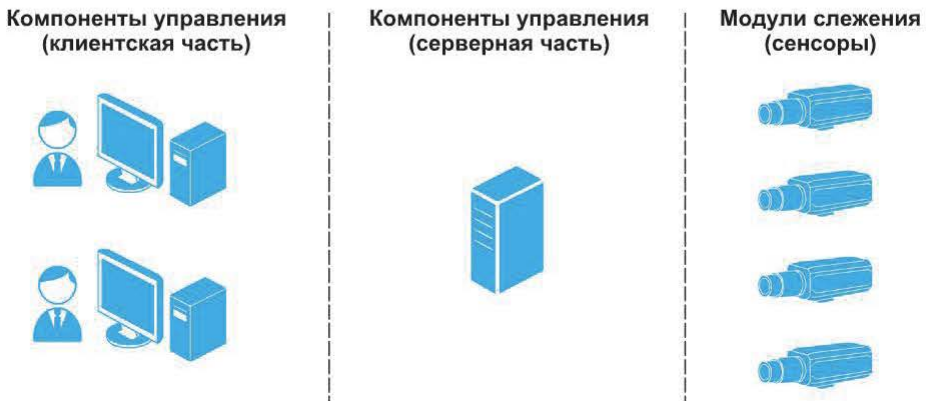 Компоненты управления
(клиентская часть)
Компоненты управления
(серверная часть)
Модули слежения
(сенсоры)